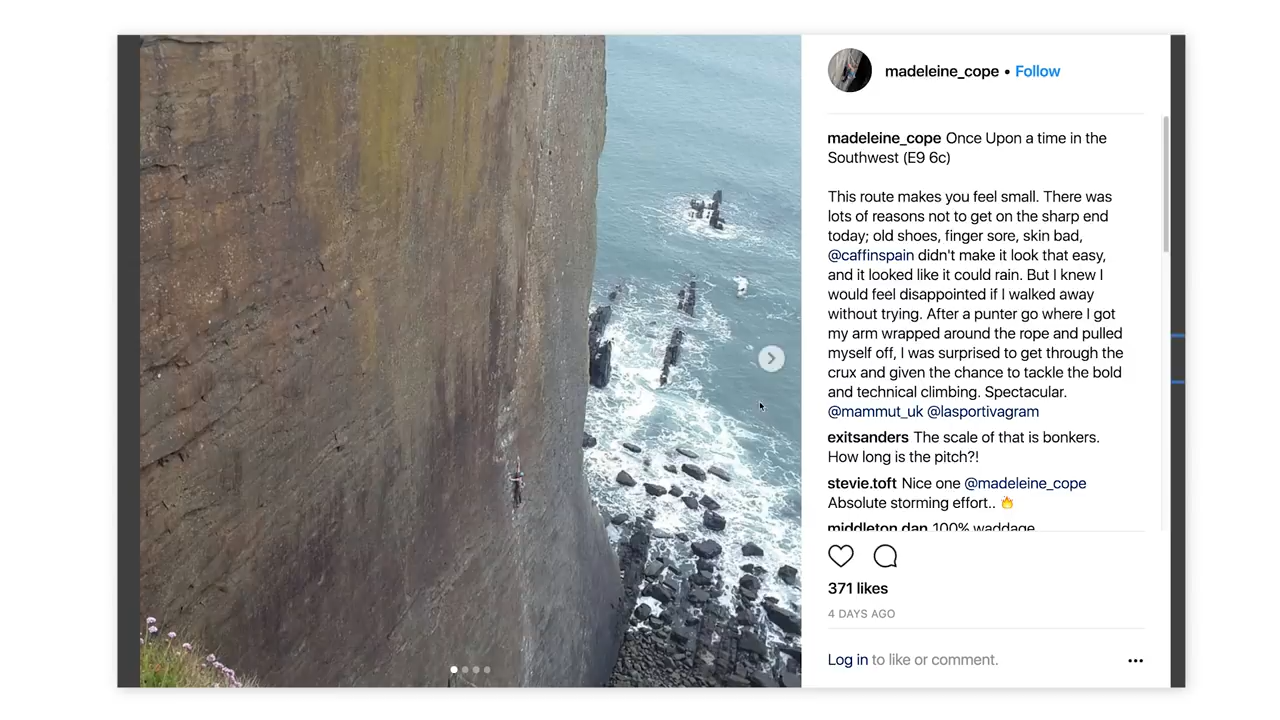 madeleine_cope • Follow
madeleine_cope Once Upon a time in the
Southwest (E9 6c)
This route makes you feel small. There was
lots of reasons not to get on the sharp end
today; old shoes, finger sore, skin bad,
@caffinspain didn't make it look that easy,
and it looked like it could rain. But I knew I
would feel disappointed if I walked away
without trying. After a punter go where I got
my arm wrapped around the rope and pulled
myself off, I was surprised to get through the
crux and given the chance to tackle the bold
and technical climbing. Spectacular.
@mammut_uk @lasportivagram
exitsanders The scale of that is bonkers.
How long is the pitch?!
stevie.toft Nice one @madeleine_cope
Absolute storming effort.. 🔥
middleton dan 100% waddage
371 likes
4 DAYS AGO
Log in to like or comment.